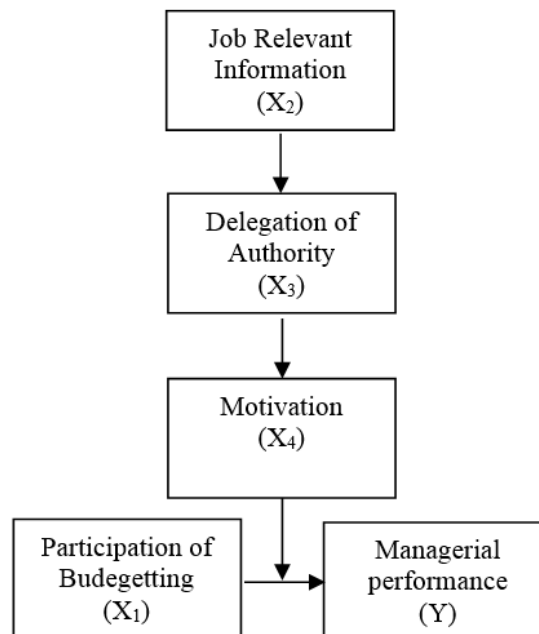 Job Relevant
Information
(X₂)
Delegation of
Authority
(X₃)
Motivation
(X₄)
Participation of
Budegetting
(X₁)
Managerial
performance
(Y)